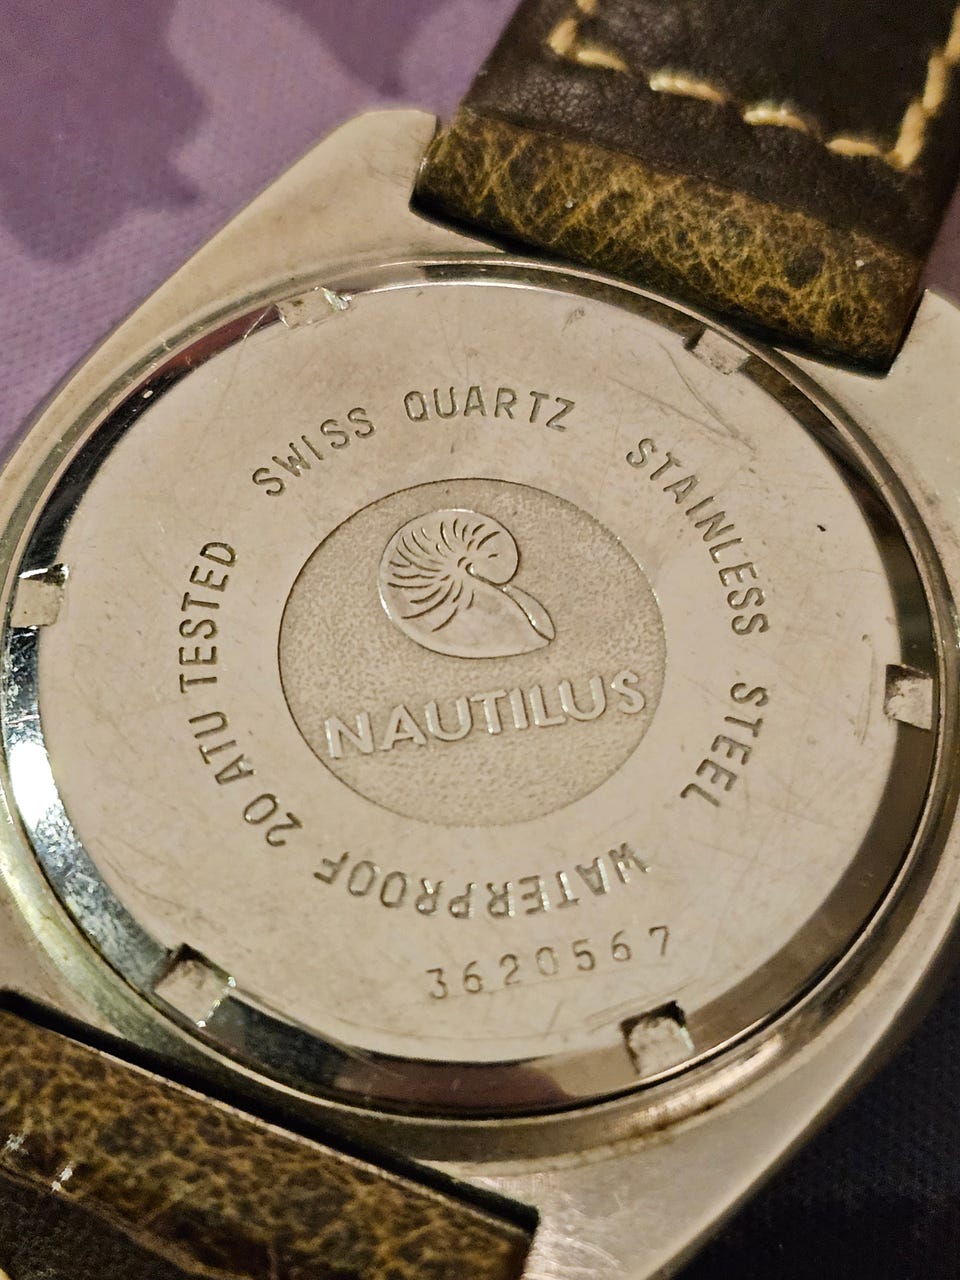 SWISS QUARTZ STAINLESS STEEL WATERPROOF 20 ATU TESTED
NAUTILUS
3620567